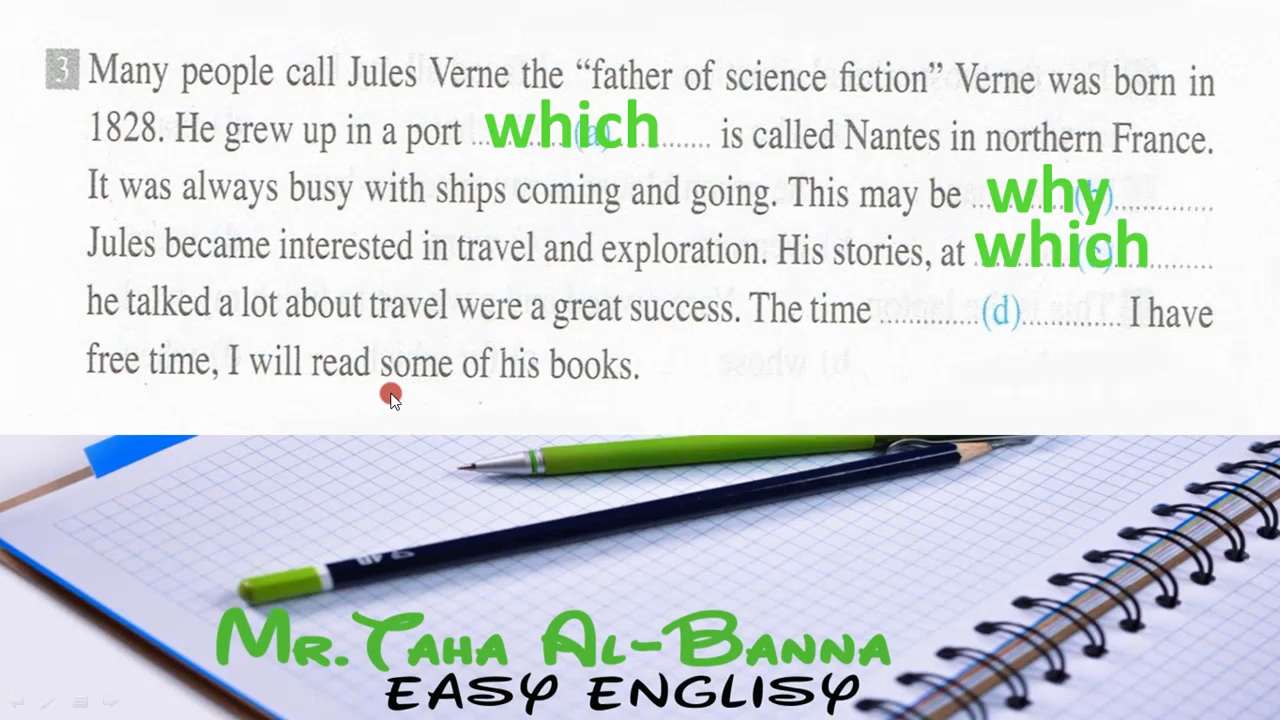 3 Many people call Jules Verne the “father of science fiction” Verne was born in
1828. He grew up in a port ..........which.......... is called Nantes in northern France.
It was always busy with ships coming and going. This may be ..........why..........
Jules became interested in travel and exploration. His stories, at ..........which..........
he talked a lot about travel were a great success. The time .............(d)............. I have
free time, I will read some of his books.
Mr.Taha Al-Banna
EASY ENGLISY